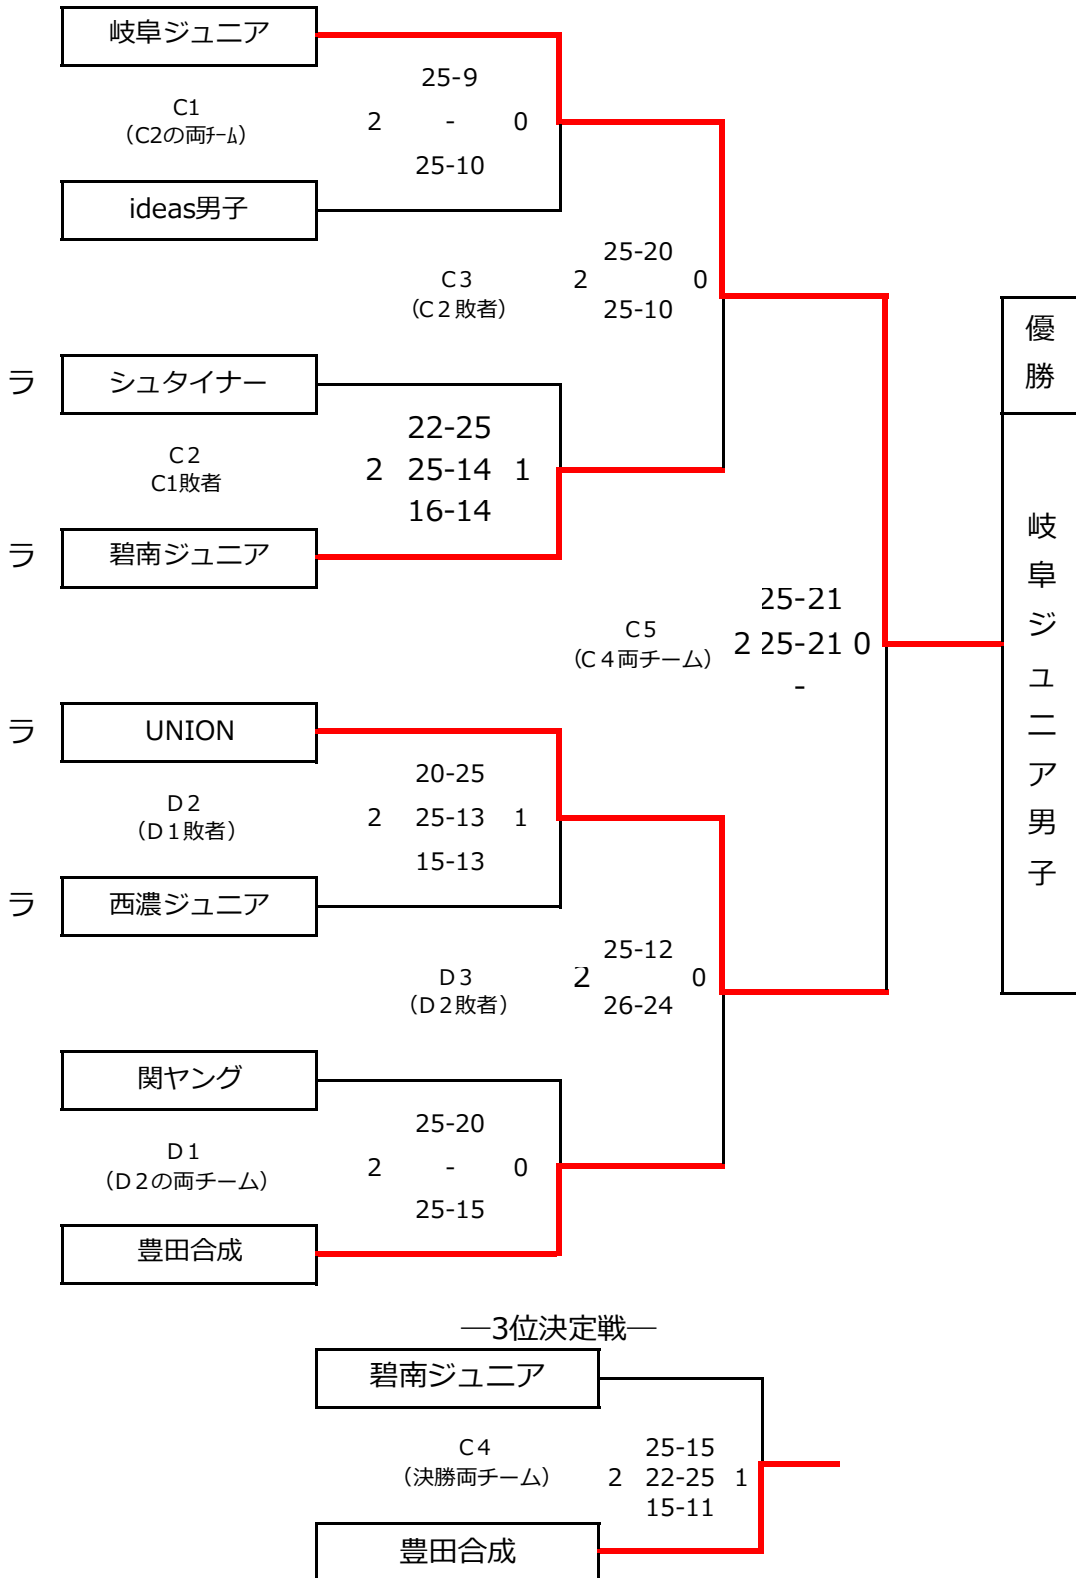 岐阜ジュニア
25-9
C1
(C2の両ﾁｰﾑ)
2 - 0
25-10
ideas男子
25-20
C3
(C2敗者)
2 0
25-10
優勝
ラ シュタイナー
22-25
C2
C1敗者
2 25-14 1
16-14
ラ 碧南ジュニア
岐阜ジュニア男子
25-21
C5
(C4両チーム)
2 25-21 0
-
ラ UNION
20-25
D2
(D1敗者)
2 25-13 1
15-13
ラ 西濃ジュニア
25-12
D3
(D2敗者)
2 0
26-24
関ヤング
25-20
D1
(D2の両チーム)
2 - 0
25-15
豊田合成
―3位決定戦―
碧南ジュニア
C4
(決勝両チーム)
25-15
2 22-25 1
15-11
豊田合成